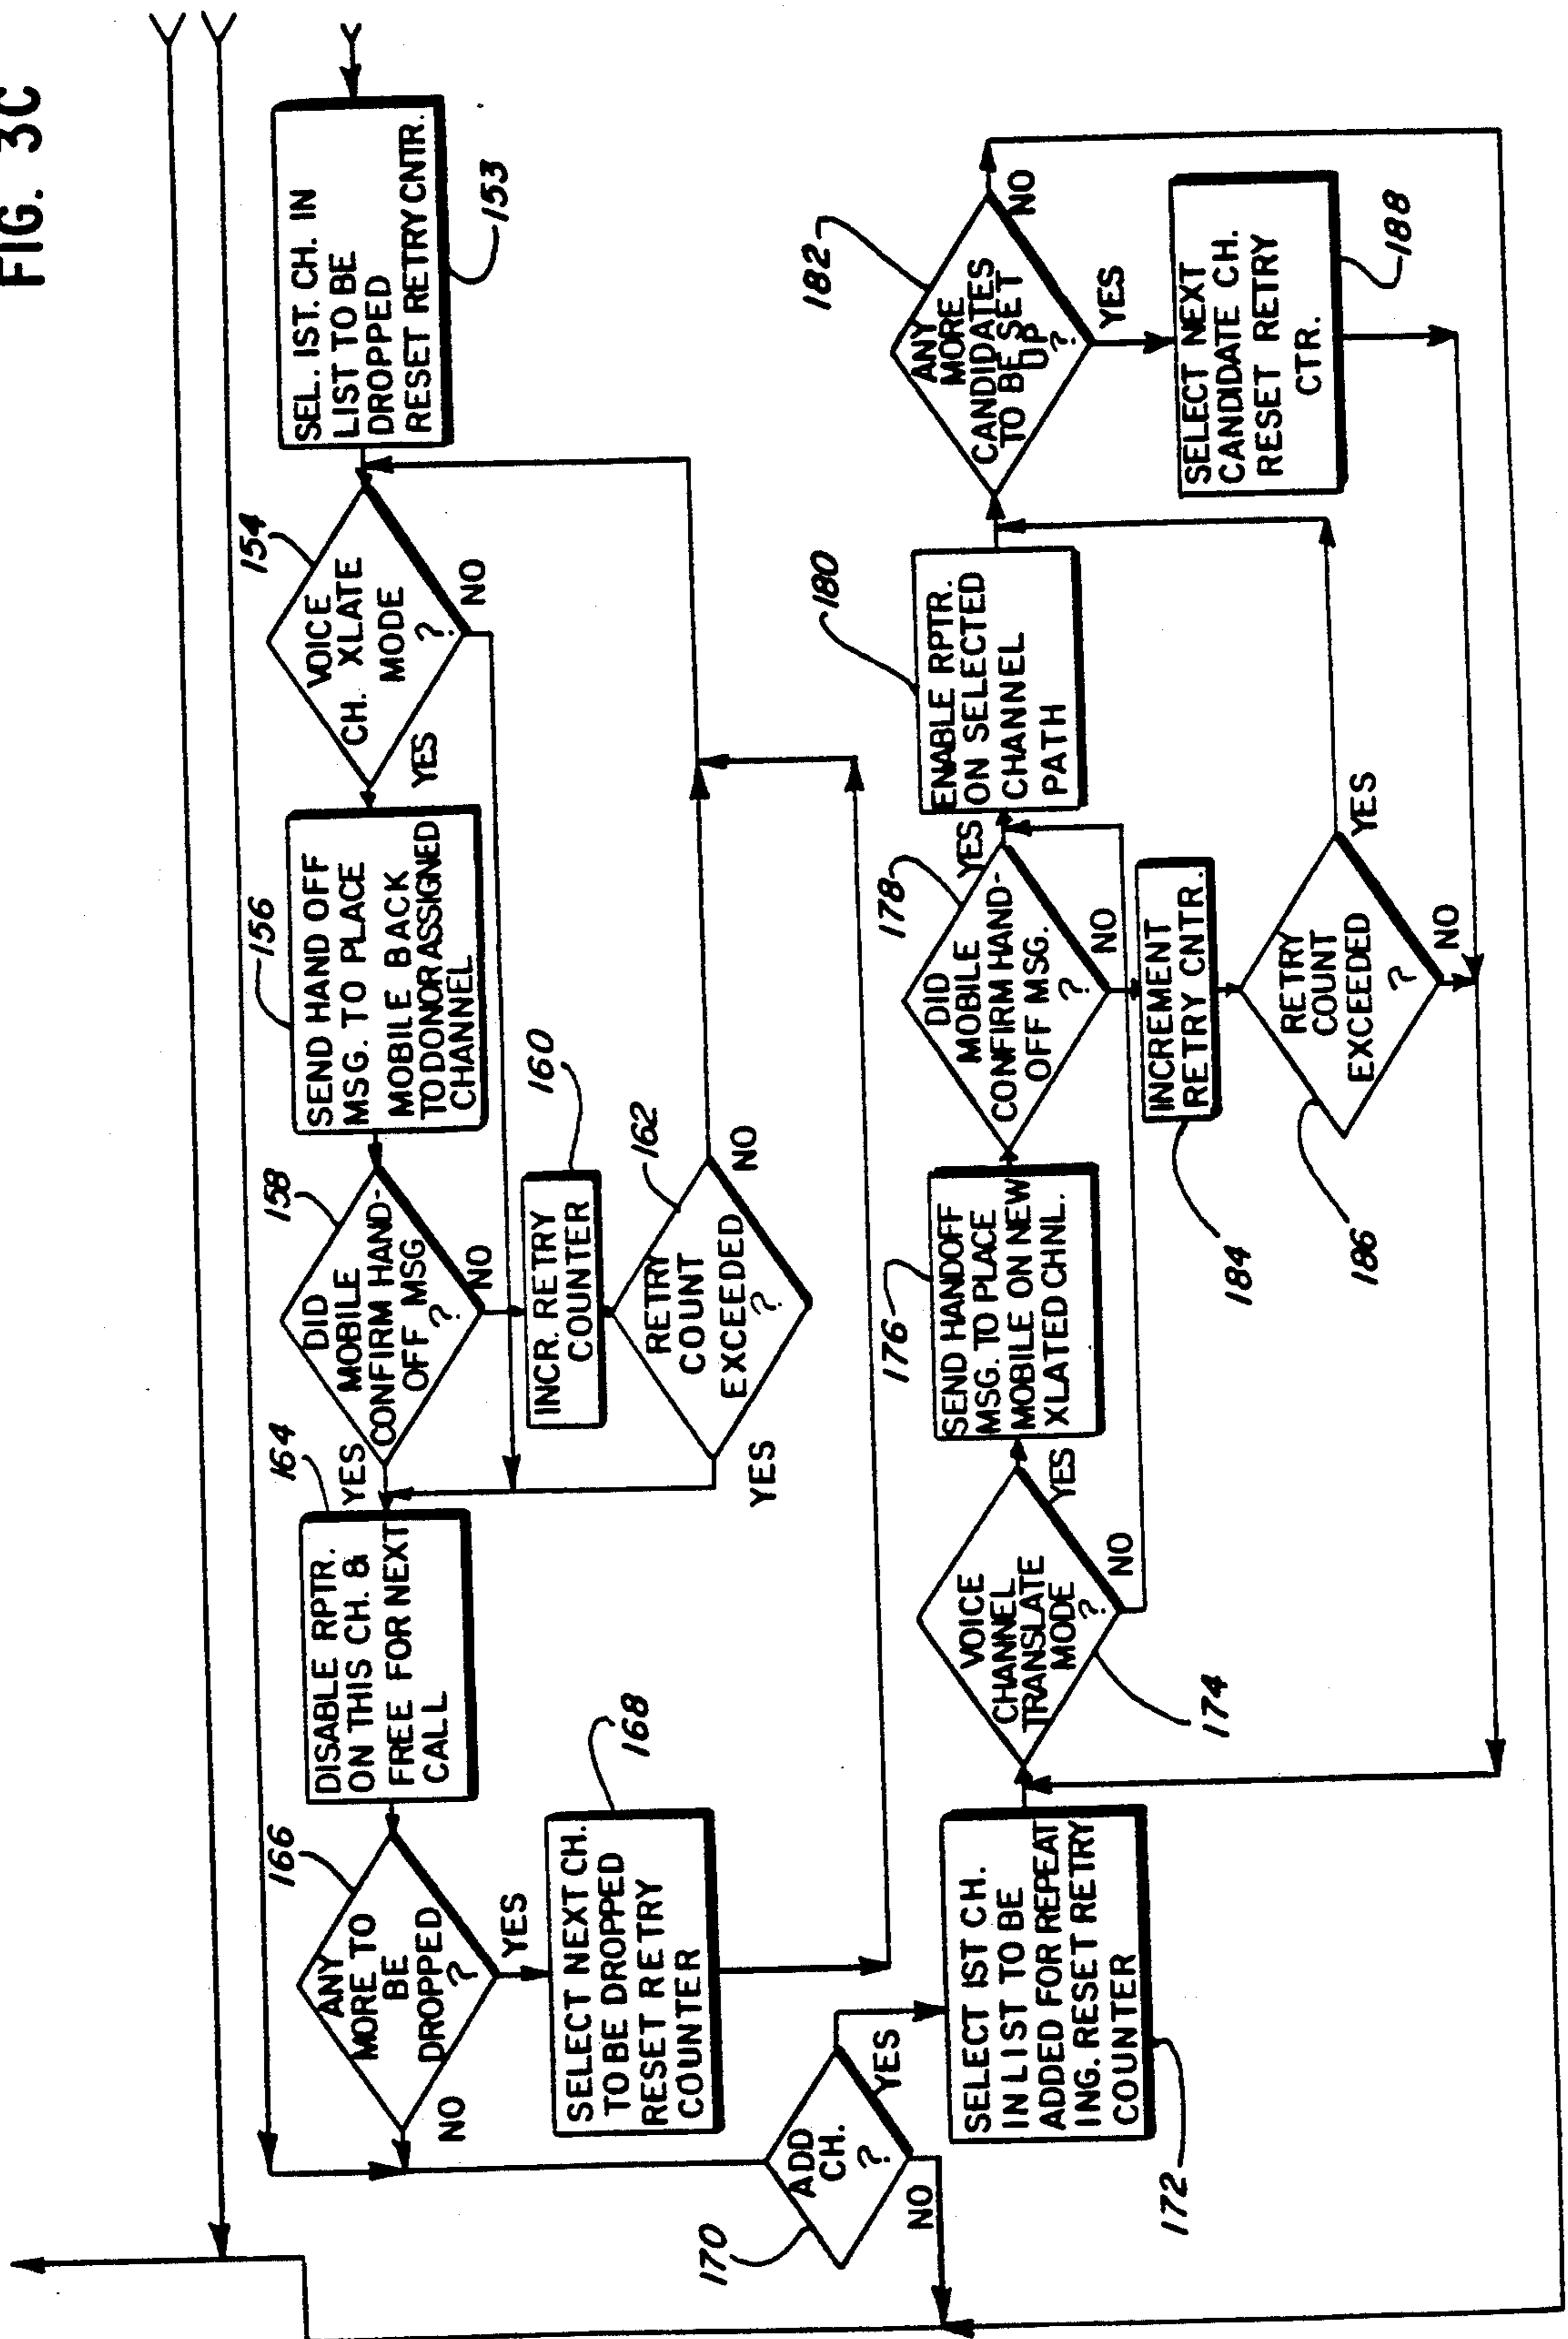 FIG. 3C
SEL. IST. CH. IN
LIST TO BE
DROPPED
RESET RETRY CNTR.
153
154
VOICE
CH. XLATE
MODE
?
NO
YES
156
SEND HAND OFF
MSG. TO PLACE
MOBILE BACK
TO DONOR ASSIGNED
CHANNEL
158
DID
MOBILE
CONFIRM HAND-
OFF MSG
?
NO
YES
160
INCR. RETRY
COUNTER
162
RETRY
COUNT
EXCEEDED
?
NO
YES
164
DISABLE RPTR.
ON THIS CH. &
FREE FOR NEXT
CALL
166
ANY
MORE TO
BE
DROPPED
?
YES
NO
168
SELECT NEXT CH.
TO BE DROPPED
RESET RETRY
COUNTER
170
ADD
CH.
?
YES
NO
172
SELECT IST CH.
IN LIST TO BE
ADDED FOR REPEAT
ING. RESET RETRY
COUNTER
VOICE
CHANNEL
TRANSLATE
MODE
?
174
YES
NO
176
SEND HANDOFF
MSG. TO PLACE
MOBILE ON NEW
XLATED CHNL.
178
DID
MOBILE
CONFIRM HAND-
OFF MSG.
?
YES
NO
180
ENABLE RPTR.
ON SELECTED
CHANNEL
PATH
182
ANY
MORE
CANDIDATES
TO BE SET
UP
?
NO
YES
184
INCREMENT
RETRY CNTR.
186
RETRY
COUNT
EXCEEDED
?
YES
NO
SELECT NEXT
CANDIDATE CH.
RESET RETRY
CTR.
188